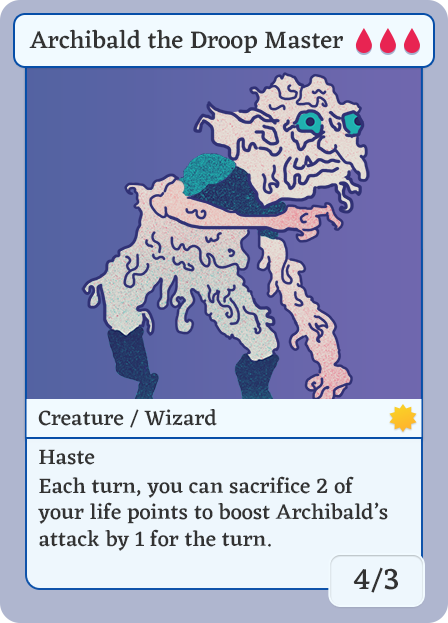 Archibald the Droop Master
Creature / Wizard
Haste
Each turn, you can sacrifice 2 of
your life points to boost Archibald’s
attack by 1 for the turn.
4/3